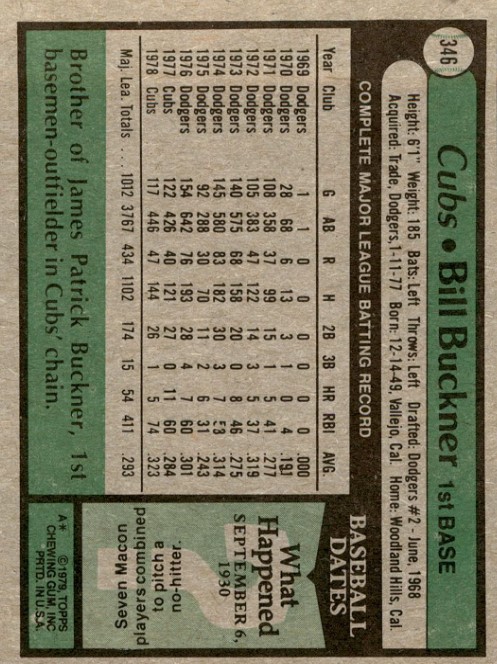 346
Cubs • Bill Buckner 1st BASE
Height: 6'1" Weight: 185 Bats: Left Throws: Left Drafted: Dodgers #2 - June, 1968
Acquired: Trade, Dodgers, 1-11-77 Born: 12-14-49, Vallejo, Cal. Home: Woodland Hills, Cal.
COMPLETE MAJOR LEAGUE BATTING RECORD
Year Club G AB R H 2B 3B HR RBI AVG.
1969 Dodgers 1 1 0 0 0 0 0 0 .000
1970 Dodgers 28 68 6 13 3 1 0 4 .191
1971 Dodgers 108 358 37 99 15 1 5 41 .277
1972 Dodgers 105 383 47 122 14 3 5 37 .319
1973 Dodgers 140 575 68 158 20 0 8 46 .275
1974 Dodgers 145 580 83 182 30 3 7 58 .314
1975 Dodgers 92 288 30 70 11 2 6 31 .243
1976 Dodgers 154 642 76 193 28 4 7 60 .301
1977 Cubs 122 426 40 121 27 0 11 60 .284
1978 Cubs 117 446 47 144 26 1 5 74 .323
Maj. Lea. Totals . . . 1012 3767 434 1102 174 15 54 411 .293
Brother of James Patrick Buckner, 1st
basemen-outfielder in Cubs' chain.
BASEBALL
DATES
What
Happened
SEPTEMBER 6,
1930
?
Seven Macon
players combined
to pitch a
no-hitter.
A* ©1979, TOPPS
CHEWING GUM, INC
PRTD. IN U.S.A.